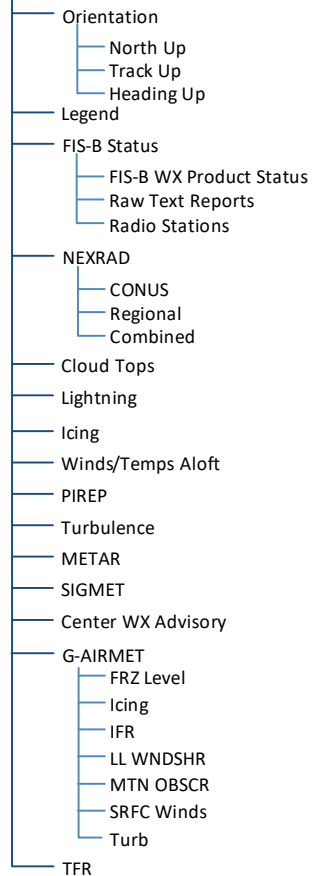 Orientation
North Up
Track Up
Heading Up
Legend
FIS-B Status
FIS-B WX Product Status
Raw Text Reports
Radio Stations
NEXRAD
CONUS
Regional
Combined
Cloud Tops
Lightning
Icing
Winds/Temps Aloft
PIREP
Turbulence
METAR
SIGMET
Center WX Advisory
G-AIRMET
FRZ Level
Icing
IFR
LL WNDSHR
MTN OBSCR
SRFC Winds
Turb
TFR